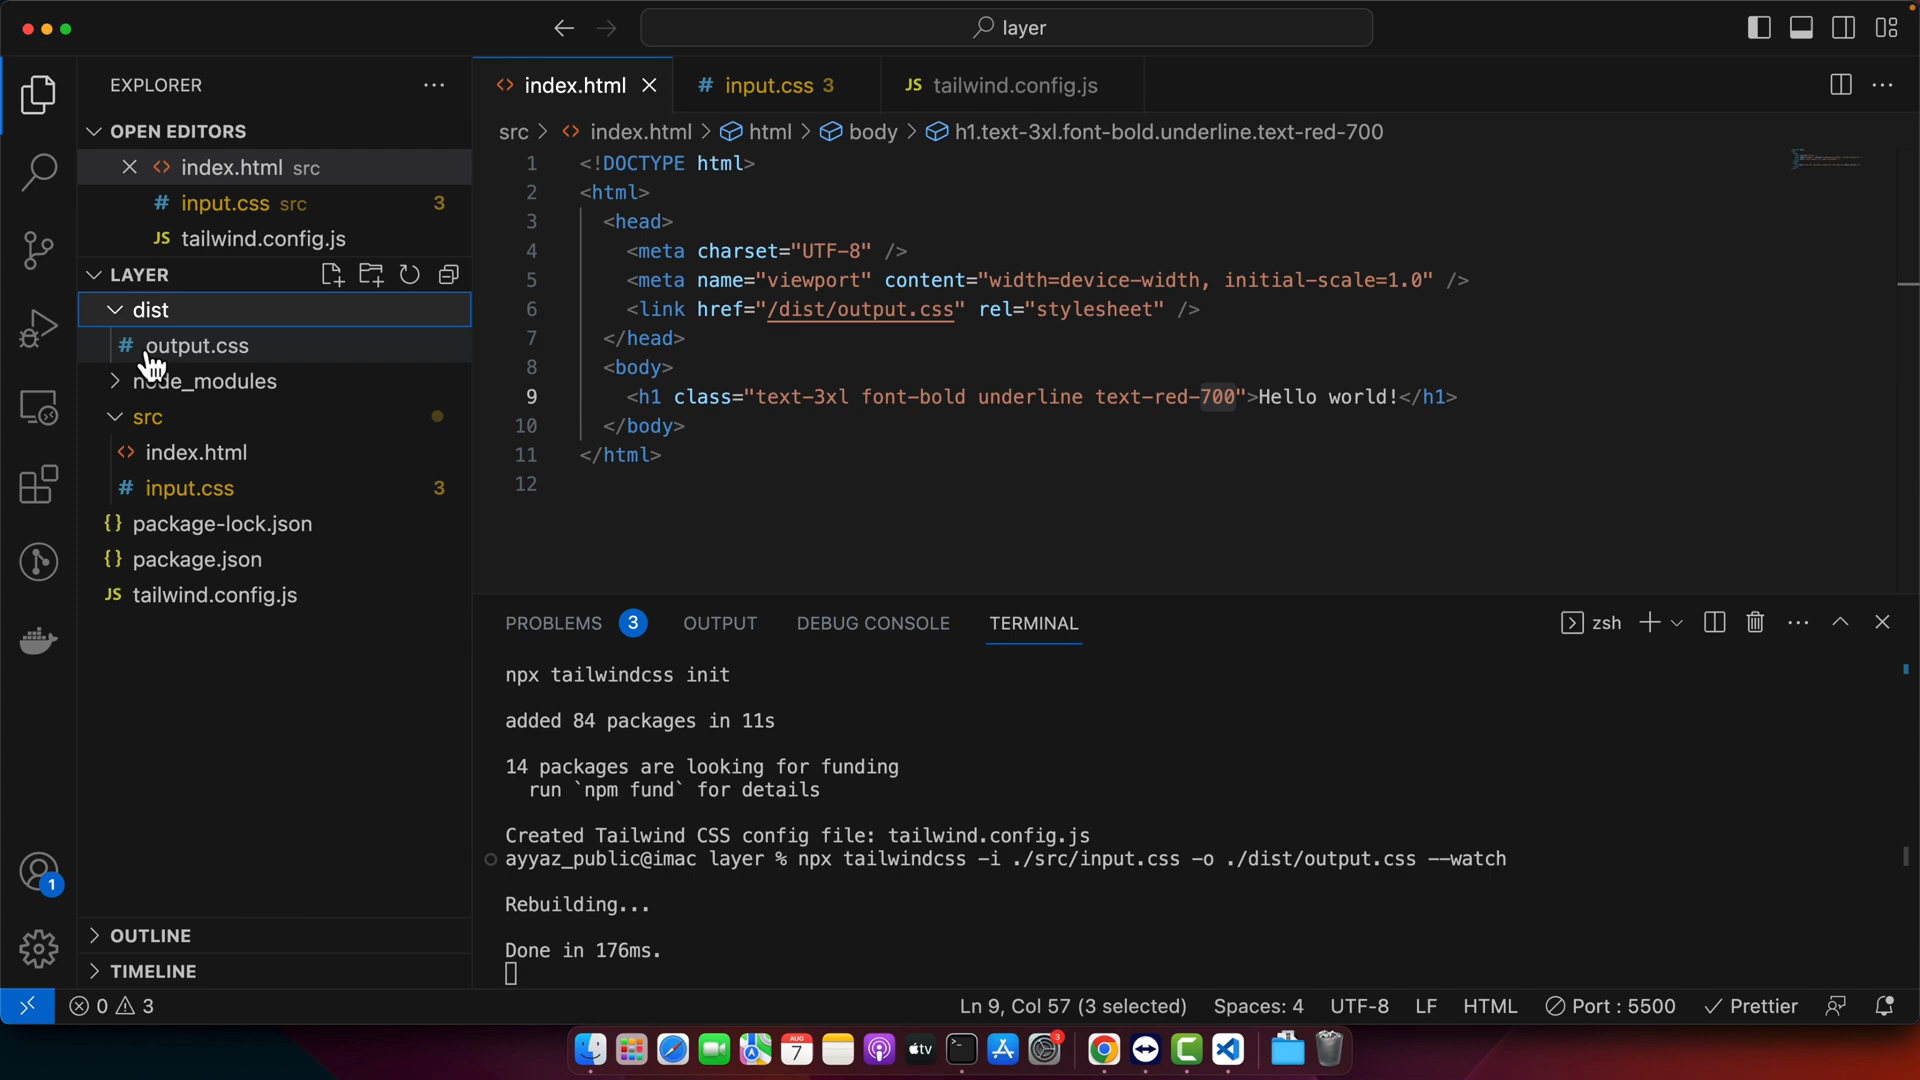 layer
EXPLORER
index.html
input.css 3
JS tailwind.config.js
OPEN EDITORS
index.html src
# input.css src 3
JS tailwind.config.js
LAYER
dist
# output.css
node_modules
src
index.html
# input.css 3
{} package-lock.json
{} package.json
JS tailwind.config.js
OUTLINE
TIMELINE
src > index.html > html > body > h1.text-3xl.font-bold.underline.text-red-700
1 <!DOCTYPE html>
2 <html>
3 <head>
4 <meta charset="UTF-8" />
5 <meta name="viewport" content="width=device-width, initial-scale=1.0" />
6 <link href="/dist/output.css" rel="stylesheet" />
7 </head>
8 <body>
9 <h1 class="text-3xl font-bold underline text-red-700">Hello world!</h1>
10 </body>
11 </html>
12
PROBLEMS 3 OUTPUT DEBUG CONSOLE TERMINAL zsh
npx tailwindcss init
added 84 packages in 11s
14 packages are looking for funding
run `npm fund` for details
Created Tailwind CSS config file: tailwind.config.js
ayyaz_public@imac layer % npx tailwindcss -i ./src/input.css -o ./dist/output.css --watch
Rebuilding...
Done in 176ms.
1
0 3 Ln 9, Col 57 (3 selected) Spaces: 4 UTF-8 LF HTML Port : 5500 Prettier
AUG
7
tv
3